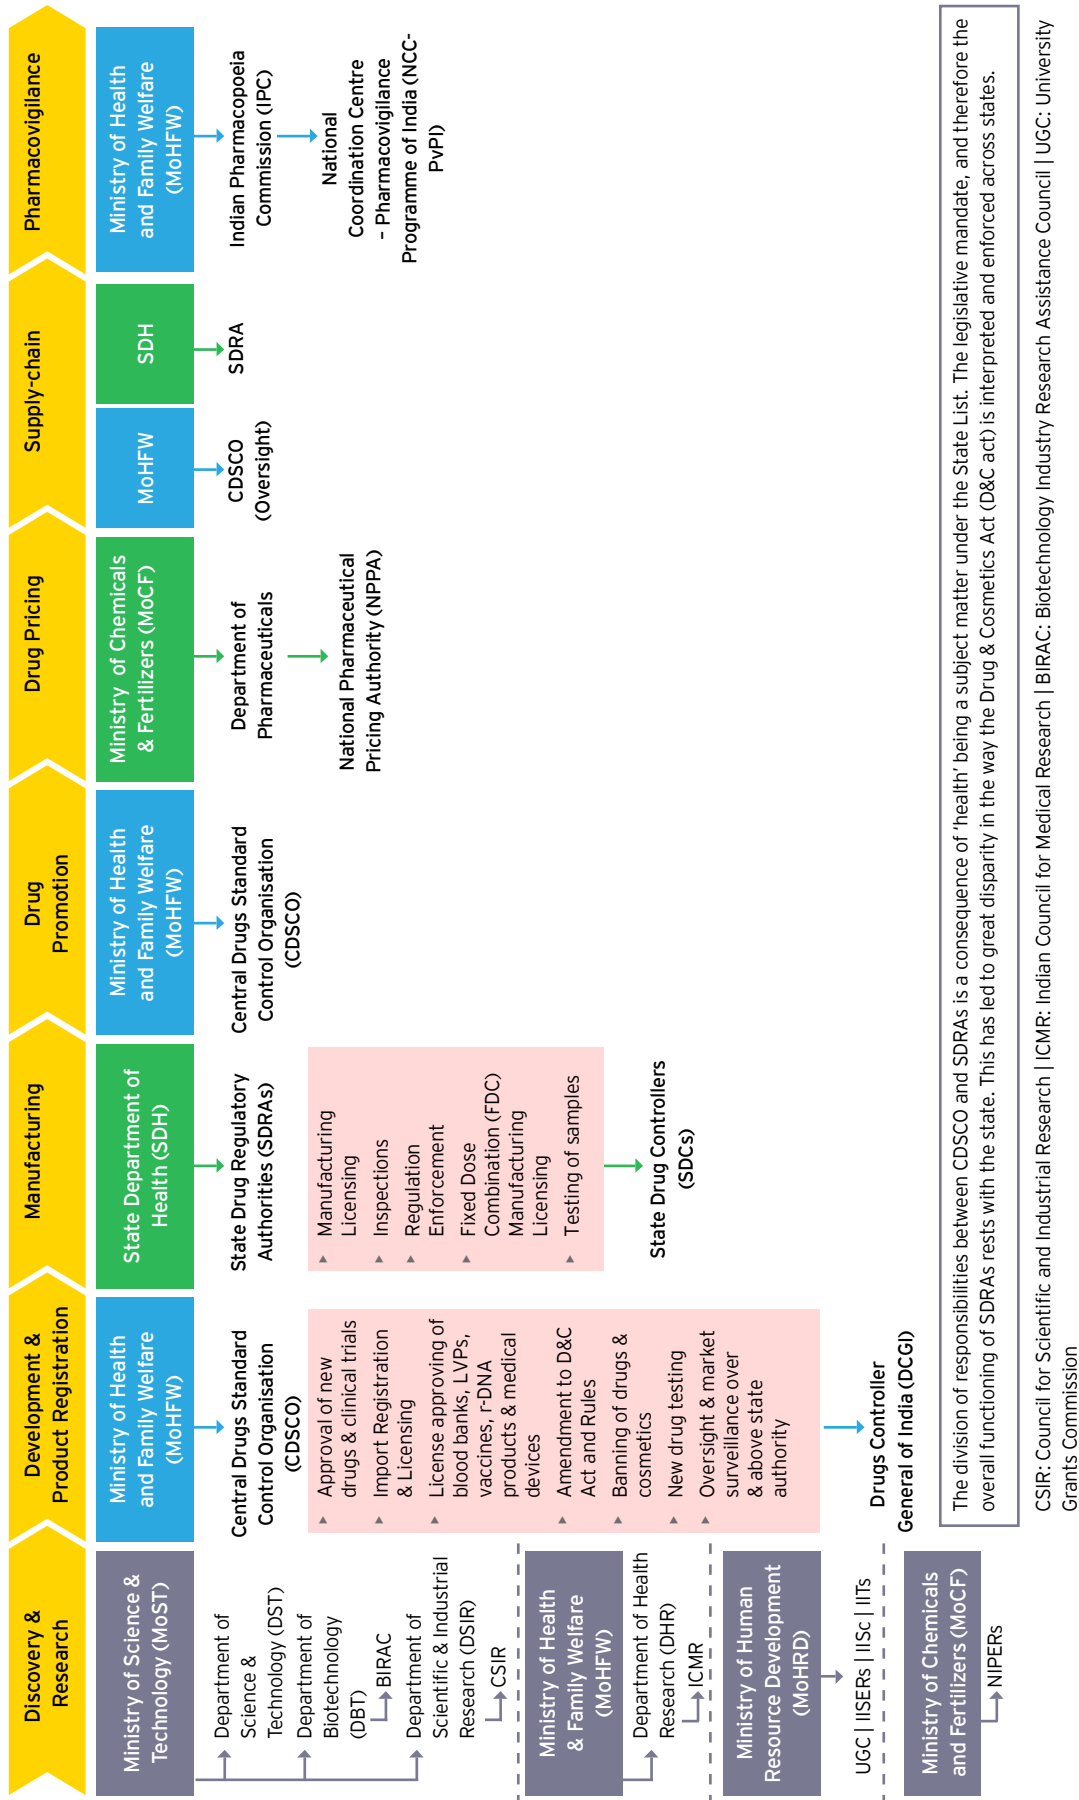 Discovery &
Research
Ministry of Science &
Technology (MoST)
Department of
Science &
Technology (DST)
Department of
Biotechnology
(DBT)
BIRAC
Department of
Scientific & Industrial
Research (DSIR)
CSIR
Ministry of Health
& Family Welfare
(MoHFW)
Department of Health
Research (DHR)
ICMR
Ministry of Human
Resource Development
(MoHRD)
UGC | IISERs | IISc | IITs
Ministry of Chemicals
and Fertilizers (MoCF)
NIPERs
Development &
Product Registration
Ministry of Health
and Family Welfare
(MoHFW)
Central Drugs Standard
Control Organisation
(CDSCO)
Approval of new
drugs & clinical trials
Import Registration
& Licensing
License approving of
blood banks, LVPs,
vaccines, r-DNA
products & medical
devices
Amendment to D&C
Act and Rules
Banning of drugs &
cosmetics
New drug testing
Oversight & market
surveillance over
& above state
authority
Drugs Controller
General of India (DCGI)
Manufacturing
State Department of
Health (SDH)
State Drug Regulatory
Authorities (SDRAs)
Manufacturing
Licensing
Inspections
Regulation
Enforcement
Fixed Dose
Combination (FDC)
Manufacturing
Licensing
Testing of samples
State Drug Controllers
(SDCs)
Drug
Promotion
Ministry of Health
and Family Welfare
(MoHFW)
Central Drugs Standard
Control Organisation
(CDSCO)
Drug Pricing
Ministry of Chemicals
& Fertilizers (MoCF)
Department of
Pharmaceuticals
National Pharmaceutical
Pricing Authority (NPPA)
Supply-chain
MoHFW
CDSCO
(Oversight)
SDH
SDRA
Pharmacovigilance
Ministry of Health
and Family Welfare
(MoHFW)
Indian Pharmacopoeia
Commission (IPC)
National
Coordination Centre
- Pharmacovigilance
Programme of India (NCC-
PvPI)
The division of responsibilities between CDSCO and SDRAs is a consequence of 'health' being a subject matter under the State List. The legislative mandate, and therefore the
overall functioning of SDRAs rests with the state. This has led to great disparity in the way the Drug & Cosmetics Act (D&C act) is interpreted and enforced across states.
CSIR: Council for Scientific and Industrial Research | ICMR: Indian Council for Medical Research | BIRAC: Biotechnology Industry Research Assistance Council | UGC: University
Grants Commission